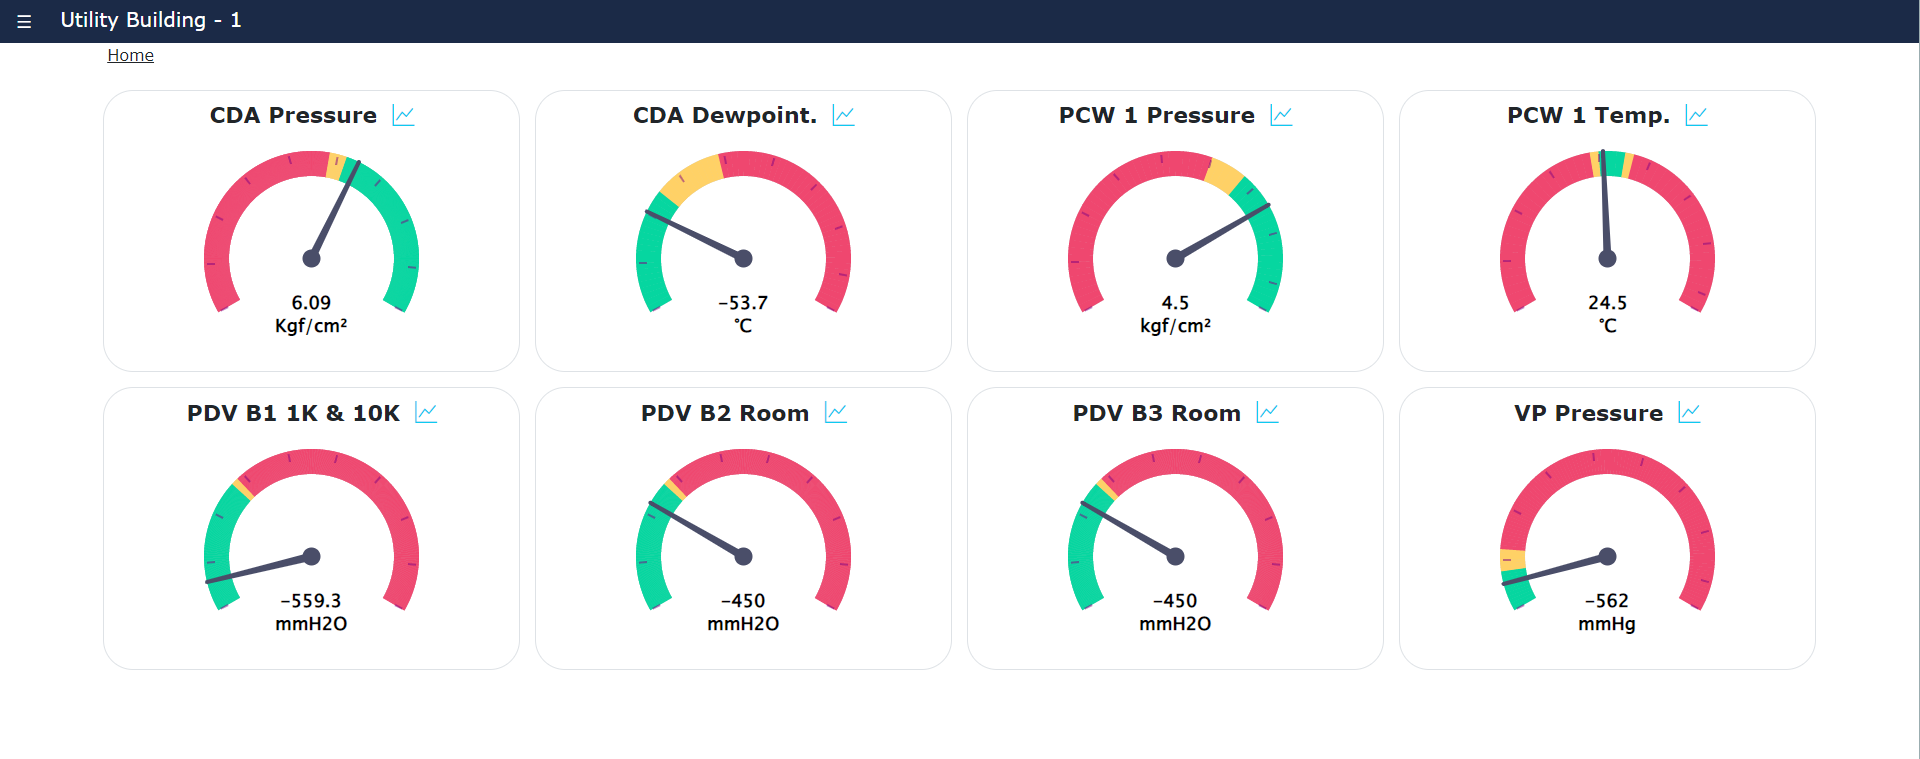 ☰ Utility Building - 1
Home
CDA Pressure
6.09
Kgf/cm²
CDA Dewpoint.
-53.7
℃
PCW 1 Pressure
4.5
kgf/cm²
PCW 1 Temp.
24.5
℃
PDV B1 1K & 10K
-559.3
mmH2O
PDV B2 Room
-450
mmH2O
PDV B3 Room
-450
mmH2O
VP Pressure
-562
mmHg